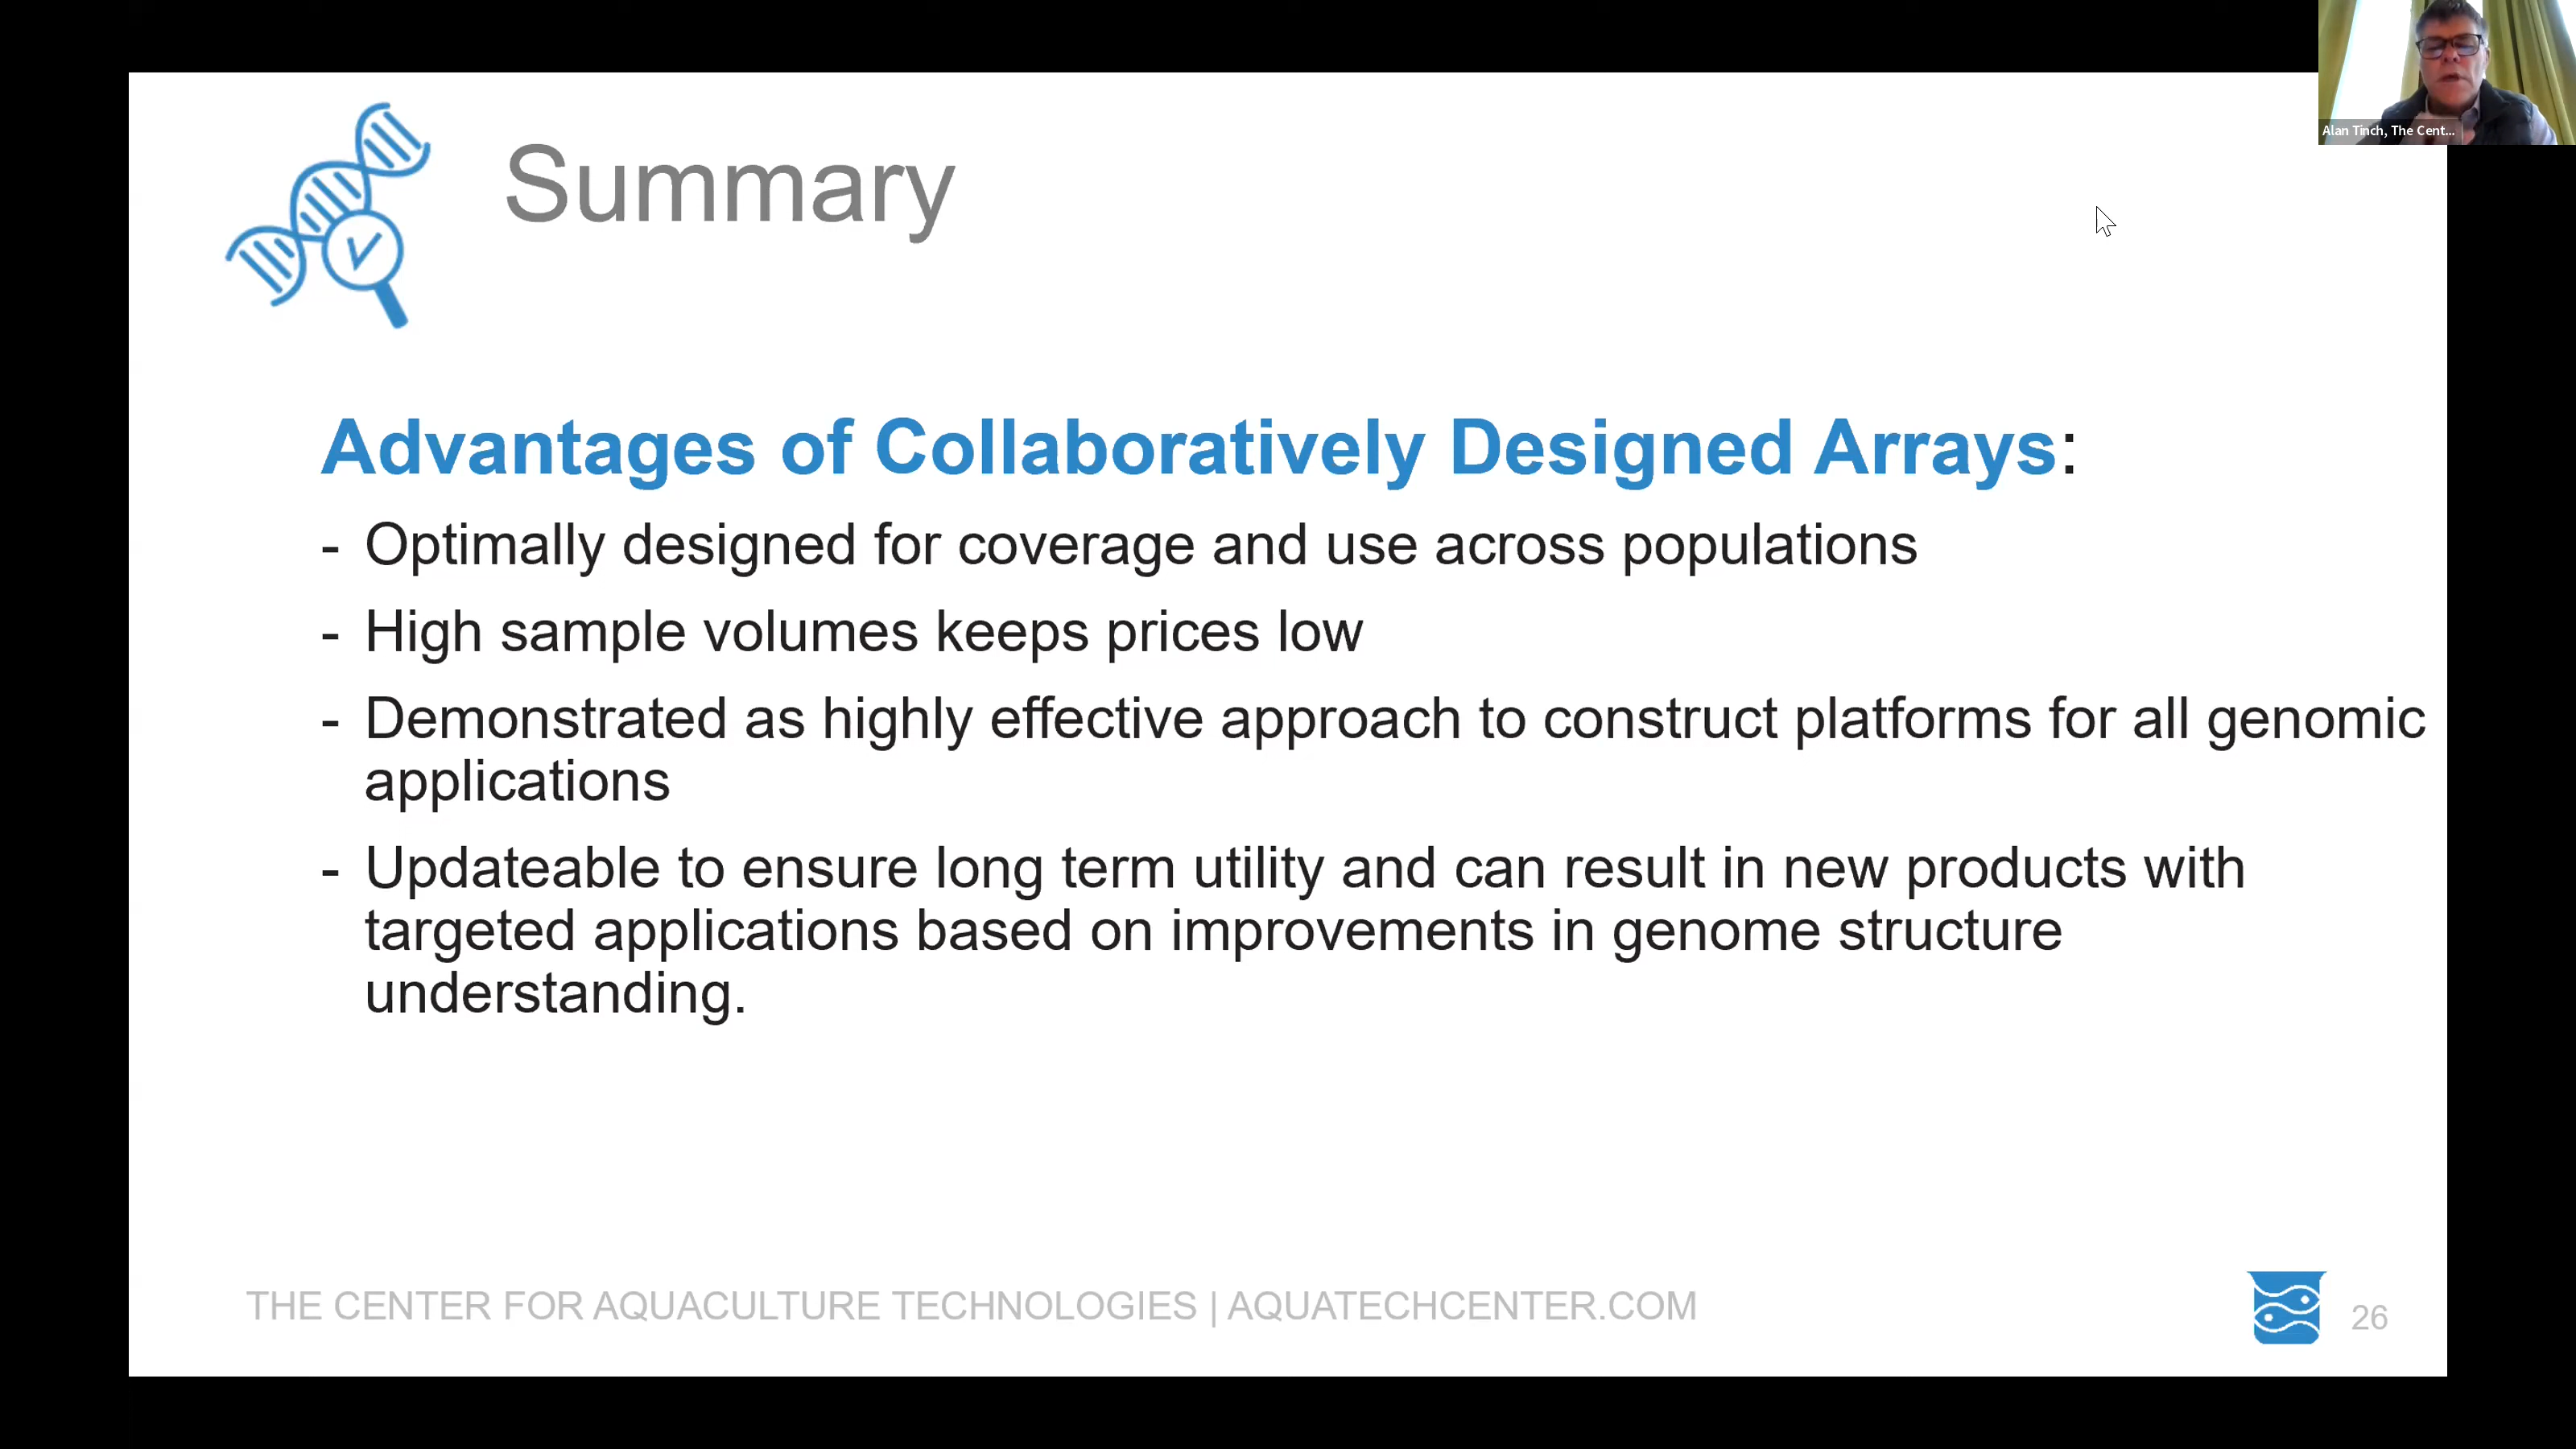 Alan Tinch, The Cent...
Summary
Advantages of Collaboratively Designed Arrays:
- Optimally designed for coverage and use across populations
- High sample volumes keeps prices low
- Demonstrated as highly effective approach to construct platforms for all genomic
applications
- Updateable to ensure long term utility and can result in new products with
targeted applications based on improvements in genome structure
understanding.
THE CENTER FOR AQUACULTURE TECHNOLOGIES | AQUATECHCENTER.COM
26